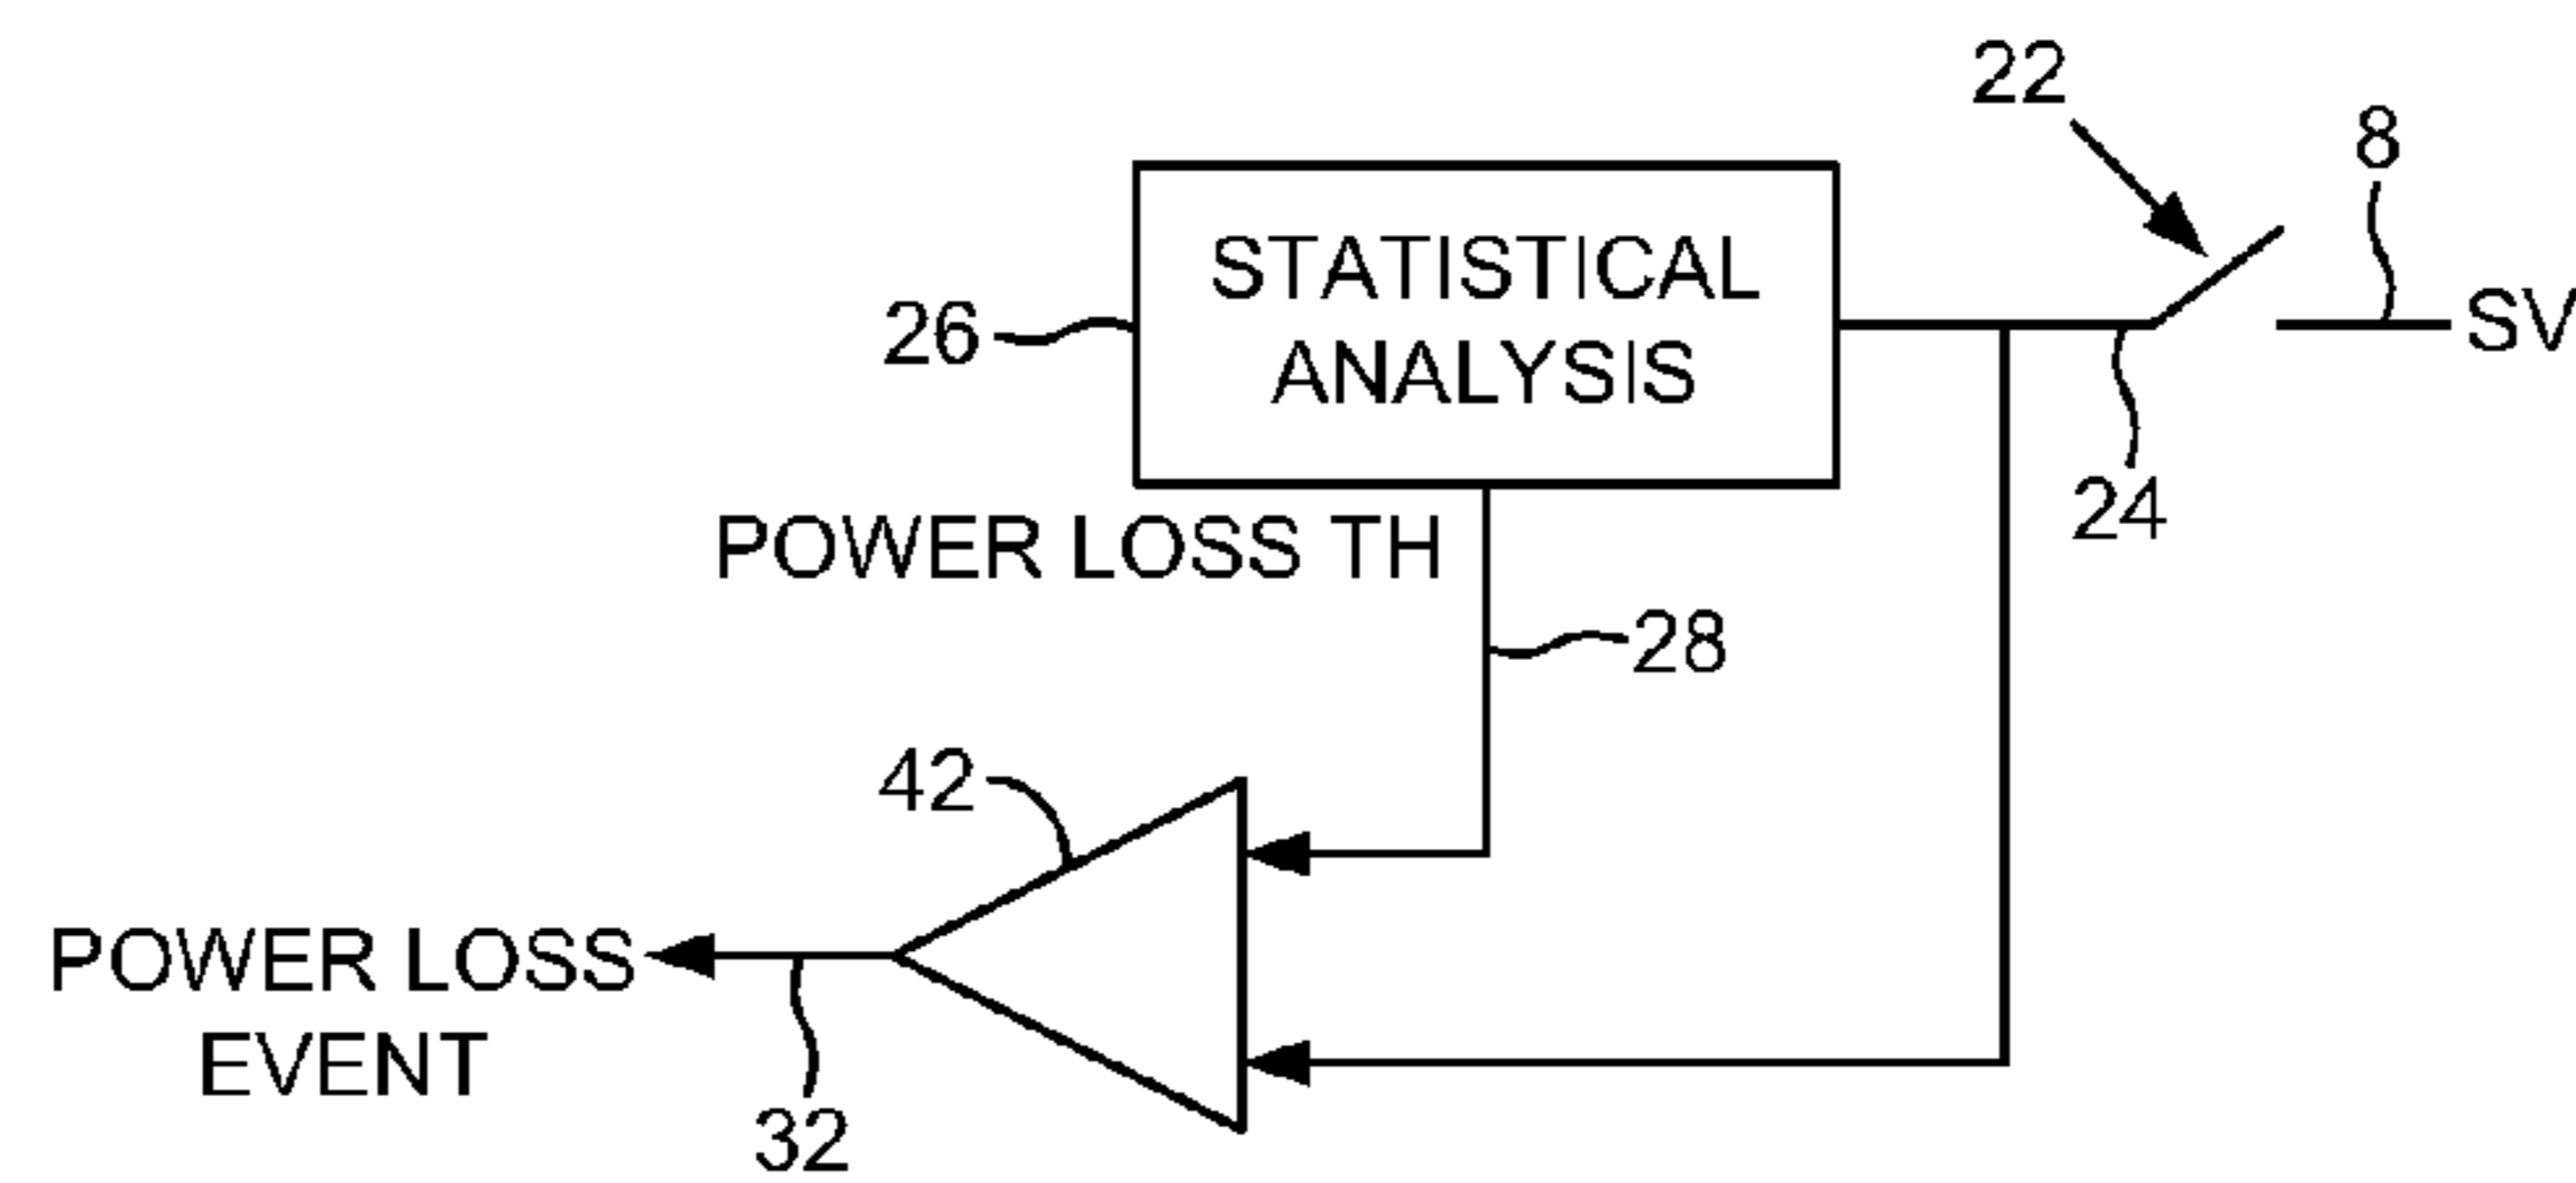 22
8
STATISTICAL
ANALYSIS
26
SV
24
POWER LOSS TH
28
42
POWER LOSS
EVENT
32